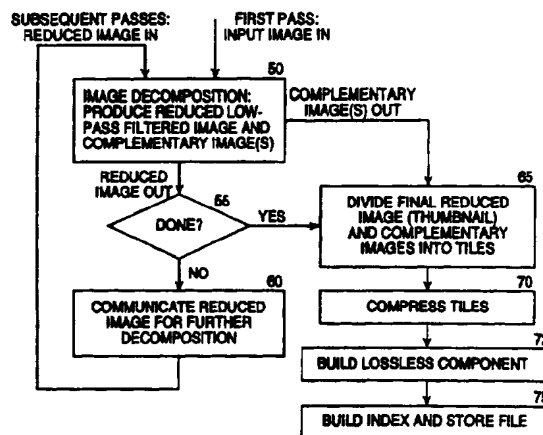 SUBSEQUENT PASSES:
REDUCED IMAGE IN
FIRST PASS:
INPUT IMAGE IN
50
IMAGE DECOMPOSITION:
PRODUCE REDUCED LOW-
PASS FILTERED IMAGE AND
COMPLEMENTARY IMAGE(S)
COMPLEMENTARY
IMAGE(S) OUT
REDUCED
IMAGE OUT
55
DONE?
YES
NO
65
DIVIDE FINAL REDUCED
IMAGE (THUMBNAIL)
AND COMPLEMENTARY
IMAGES INTO TILES
60
COMMUNICATE REDUCED
IMAGE FOR FURTHER
DECOMPOSITION
70
COMPRESS TILES
BUILD LOSSLESS COMPONENT
BUILD INDEX AND STORE FILE